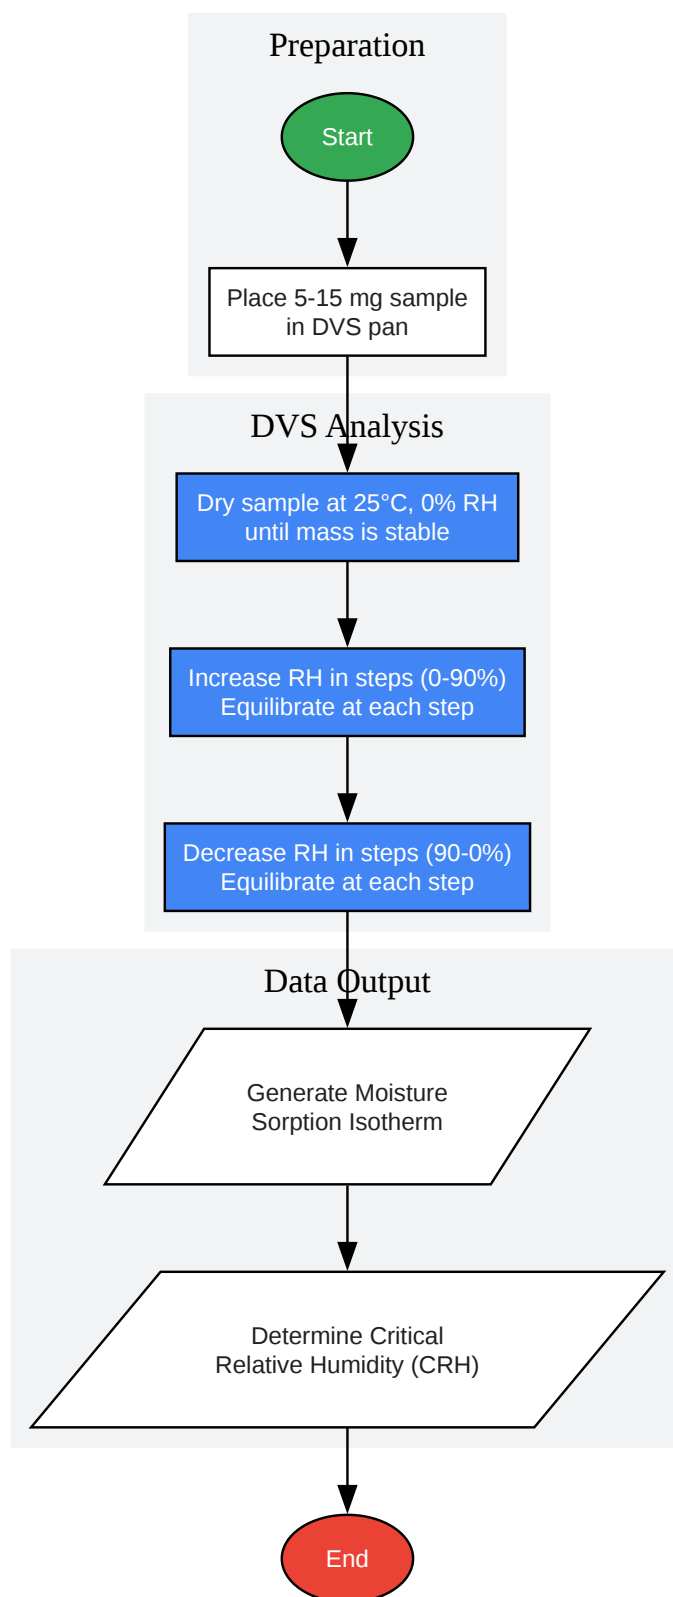 Preparation
Start
Place 5-15 mg sample
in DVS pan
DVS Analysis
Dry sample at 25°C, 0% RH
until mass is stable
Increase RH in steps (0-90%)
Equilibrate at each step
Decrease RH in steps (90-0%)
Equilibrate at each step
Data Output
Generate Moisture
Sorption Isotherm
Determine Critical
Relative Humidity (CRH)
End